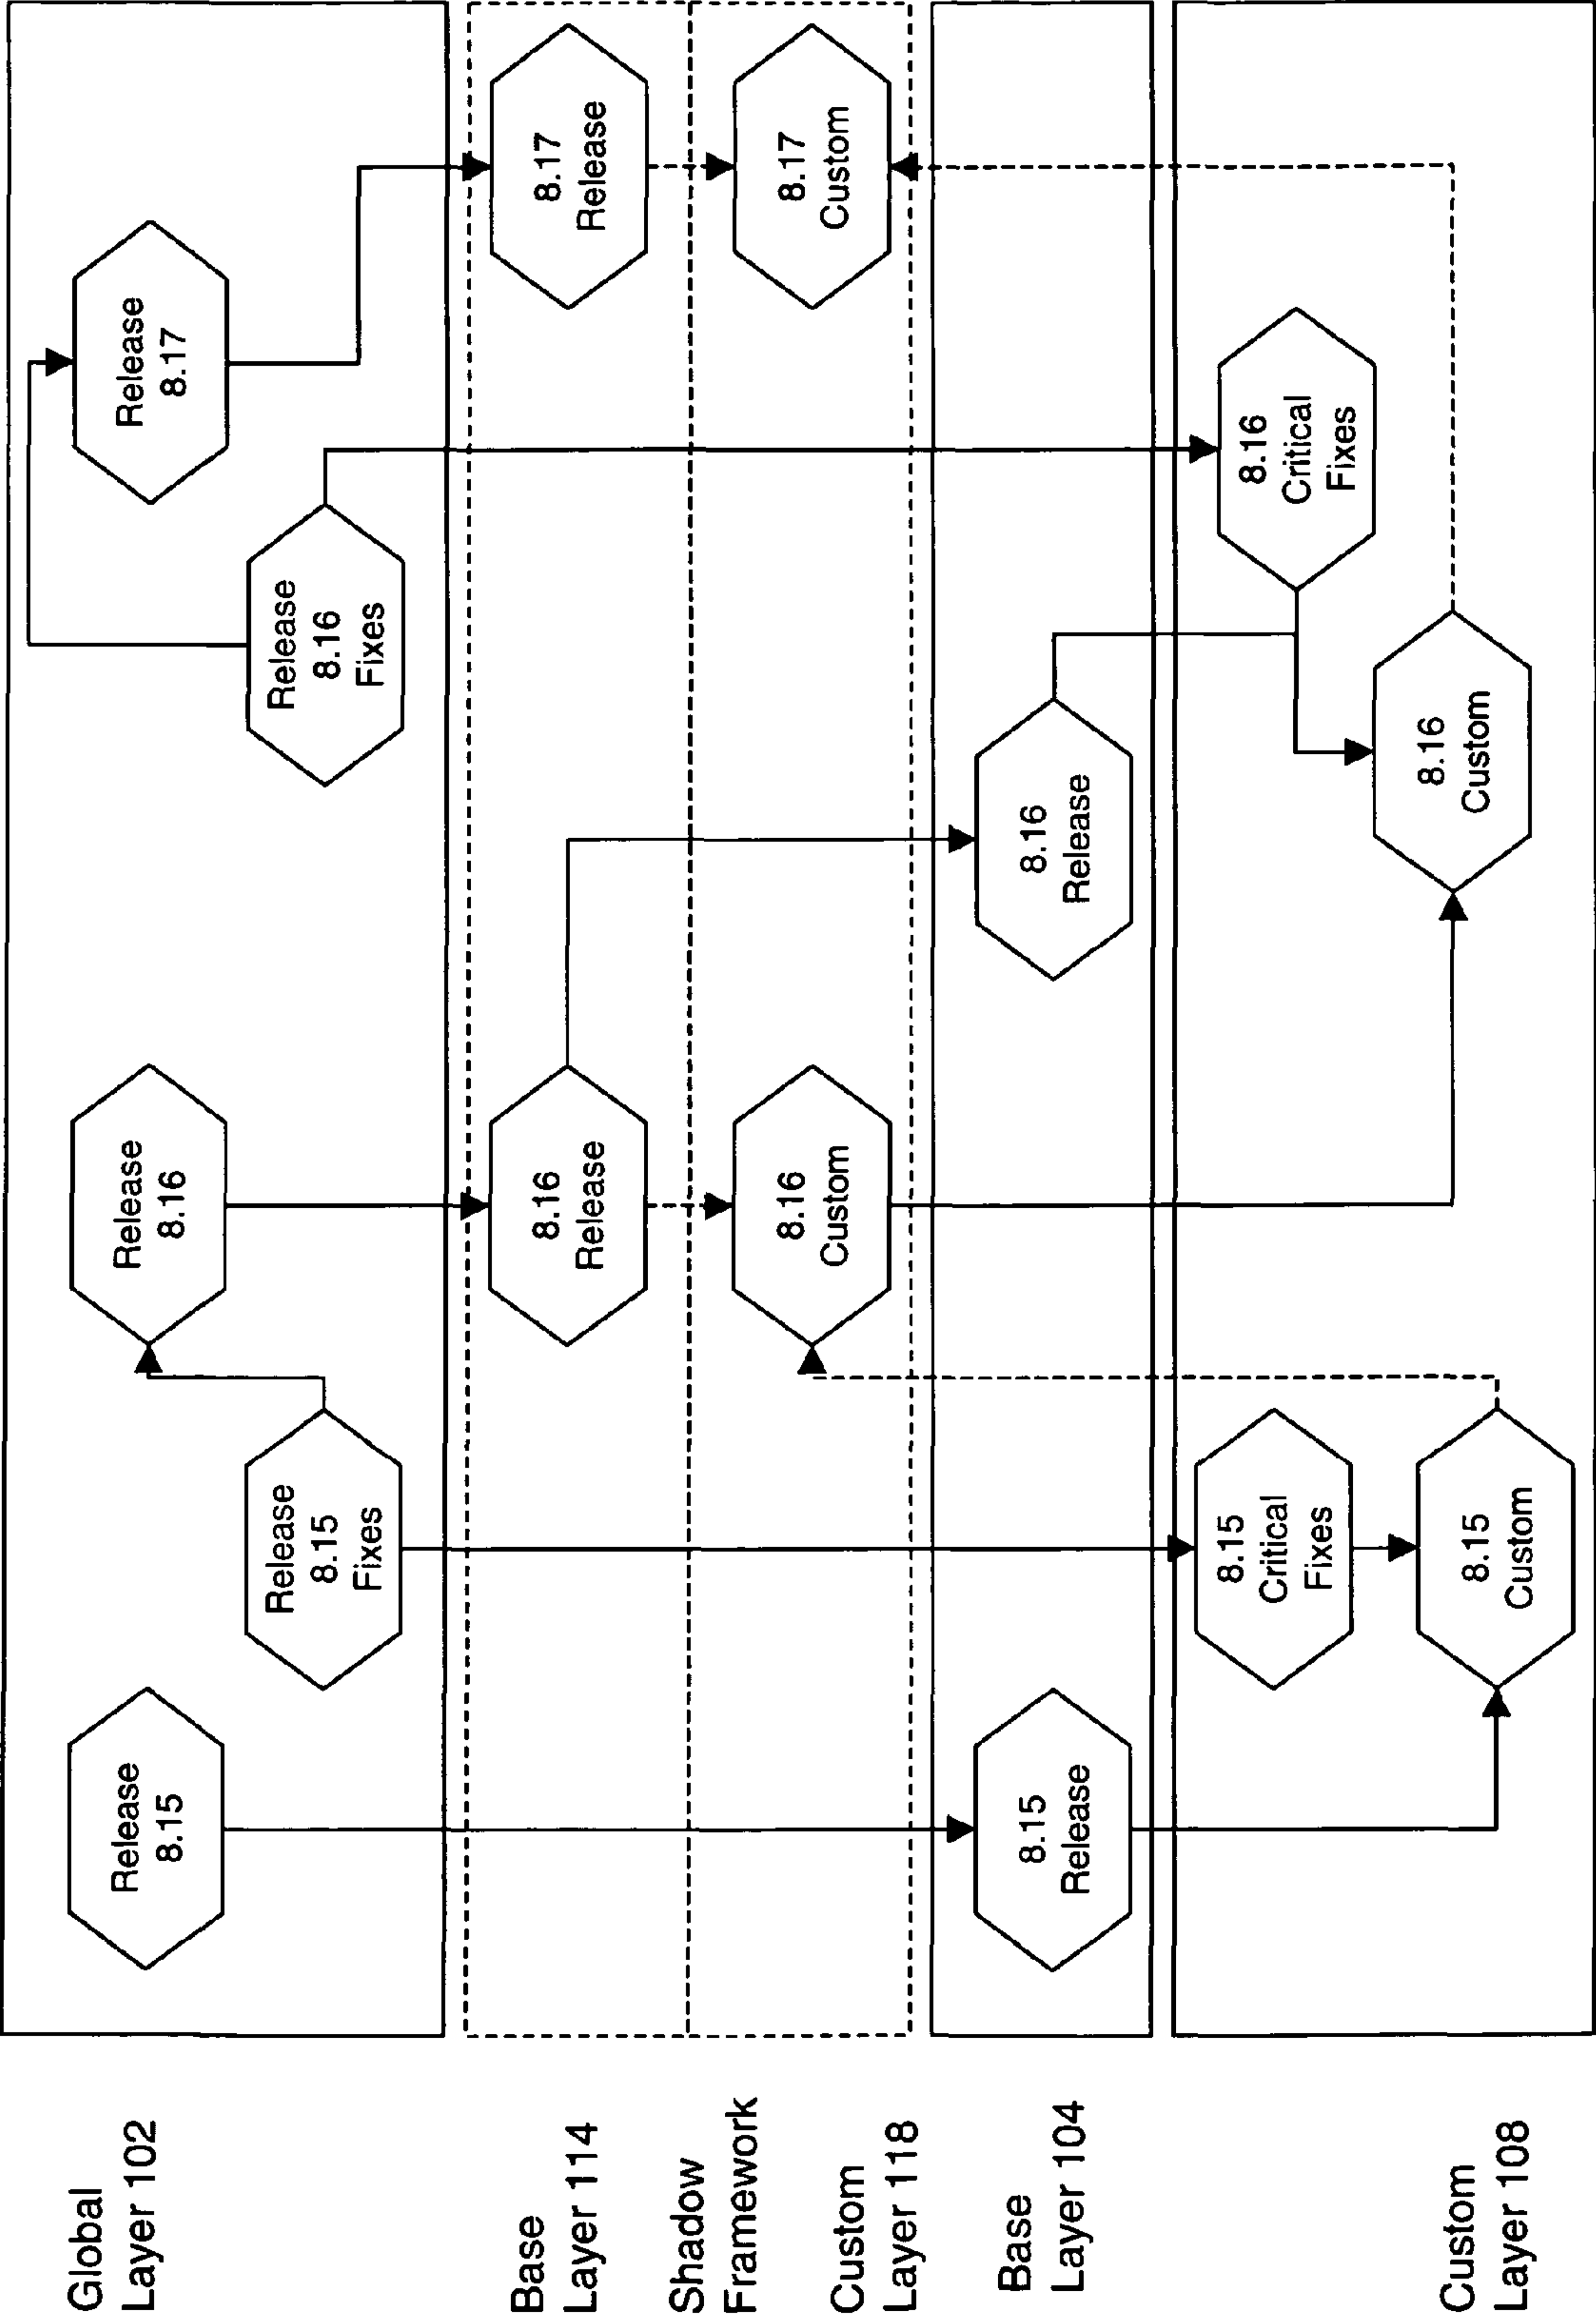 Global
Layer 102
Release
8.15
Release
8.15
Fixes
Release
8.16
Release
8.16
Fixes
Release
8.17
Base
Layer 114
8.16
Release
8.17
Release
Shadow
Framework
Custom
Layer 118
8.16
Custom
8.17
Custom
Base
Layer 104
8.15
Release
8.16
Release
Custom
Layer 108
8.15
Critical
Fixes
8.15
Custom
8.16
Custom
8.16
Critical
Fixes